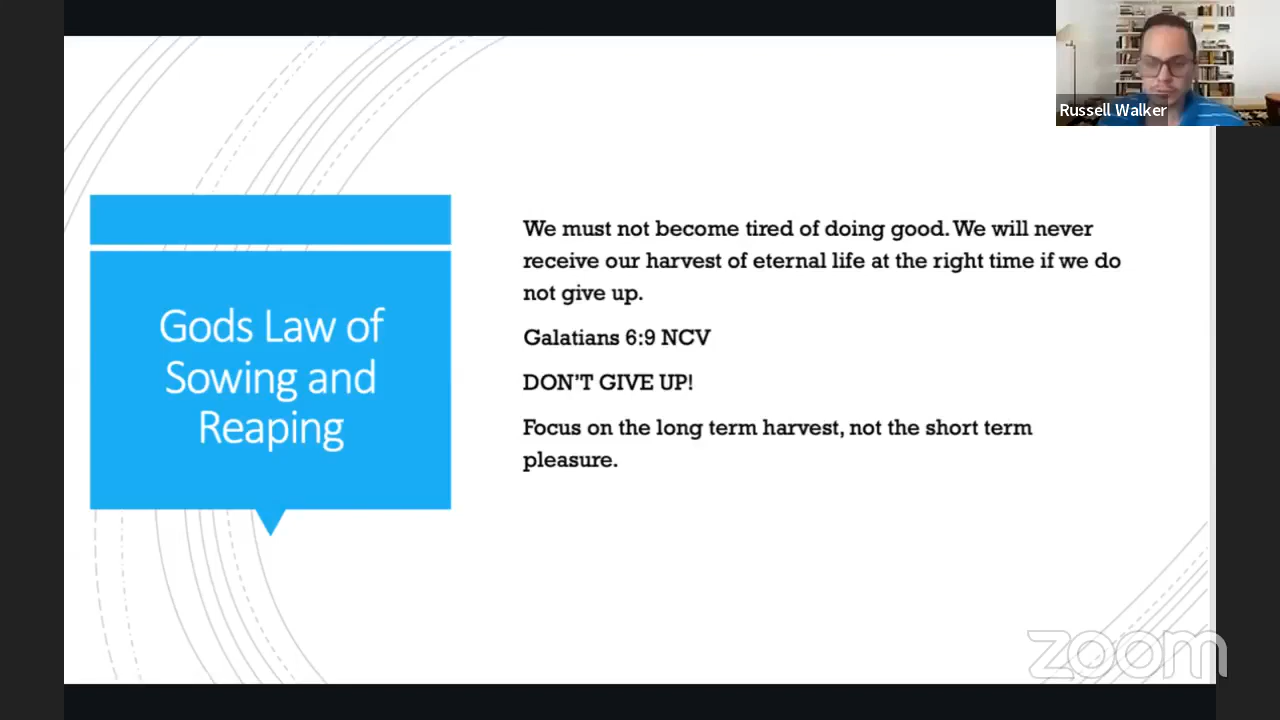 Russell Walker
Gods Law of
Sowing and
Reaping
We must not become tired of doing good. We will never
receive our harvest of eternal life at the right time if we do
not give up.
Galatians 6:9 NCV
DON'T GIVE UP!
Focus on the long term harvest, not the short term
pleasure.
zoom